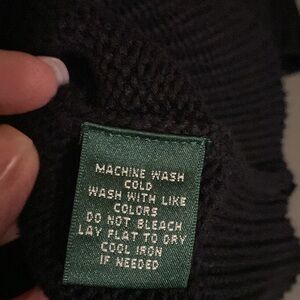 MACHINE WASH
COLD
WASH WITH LIKE
COLORS
DO NOT BLEACH
LAY FLAT TO DRY
COOL IRON
IF NEEDED